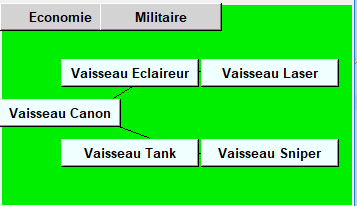 Economie Militaire
Vaisseau Eclaireur Vaisseau Laser
Vaisseau Canon
Vaisseau Tank Vaisseau Sniper